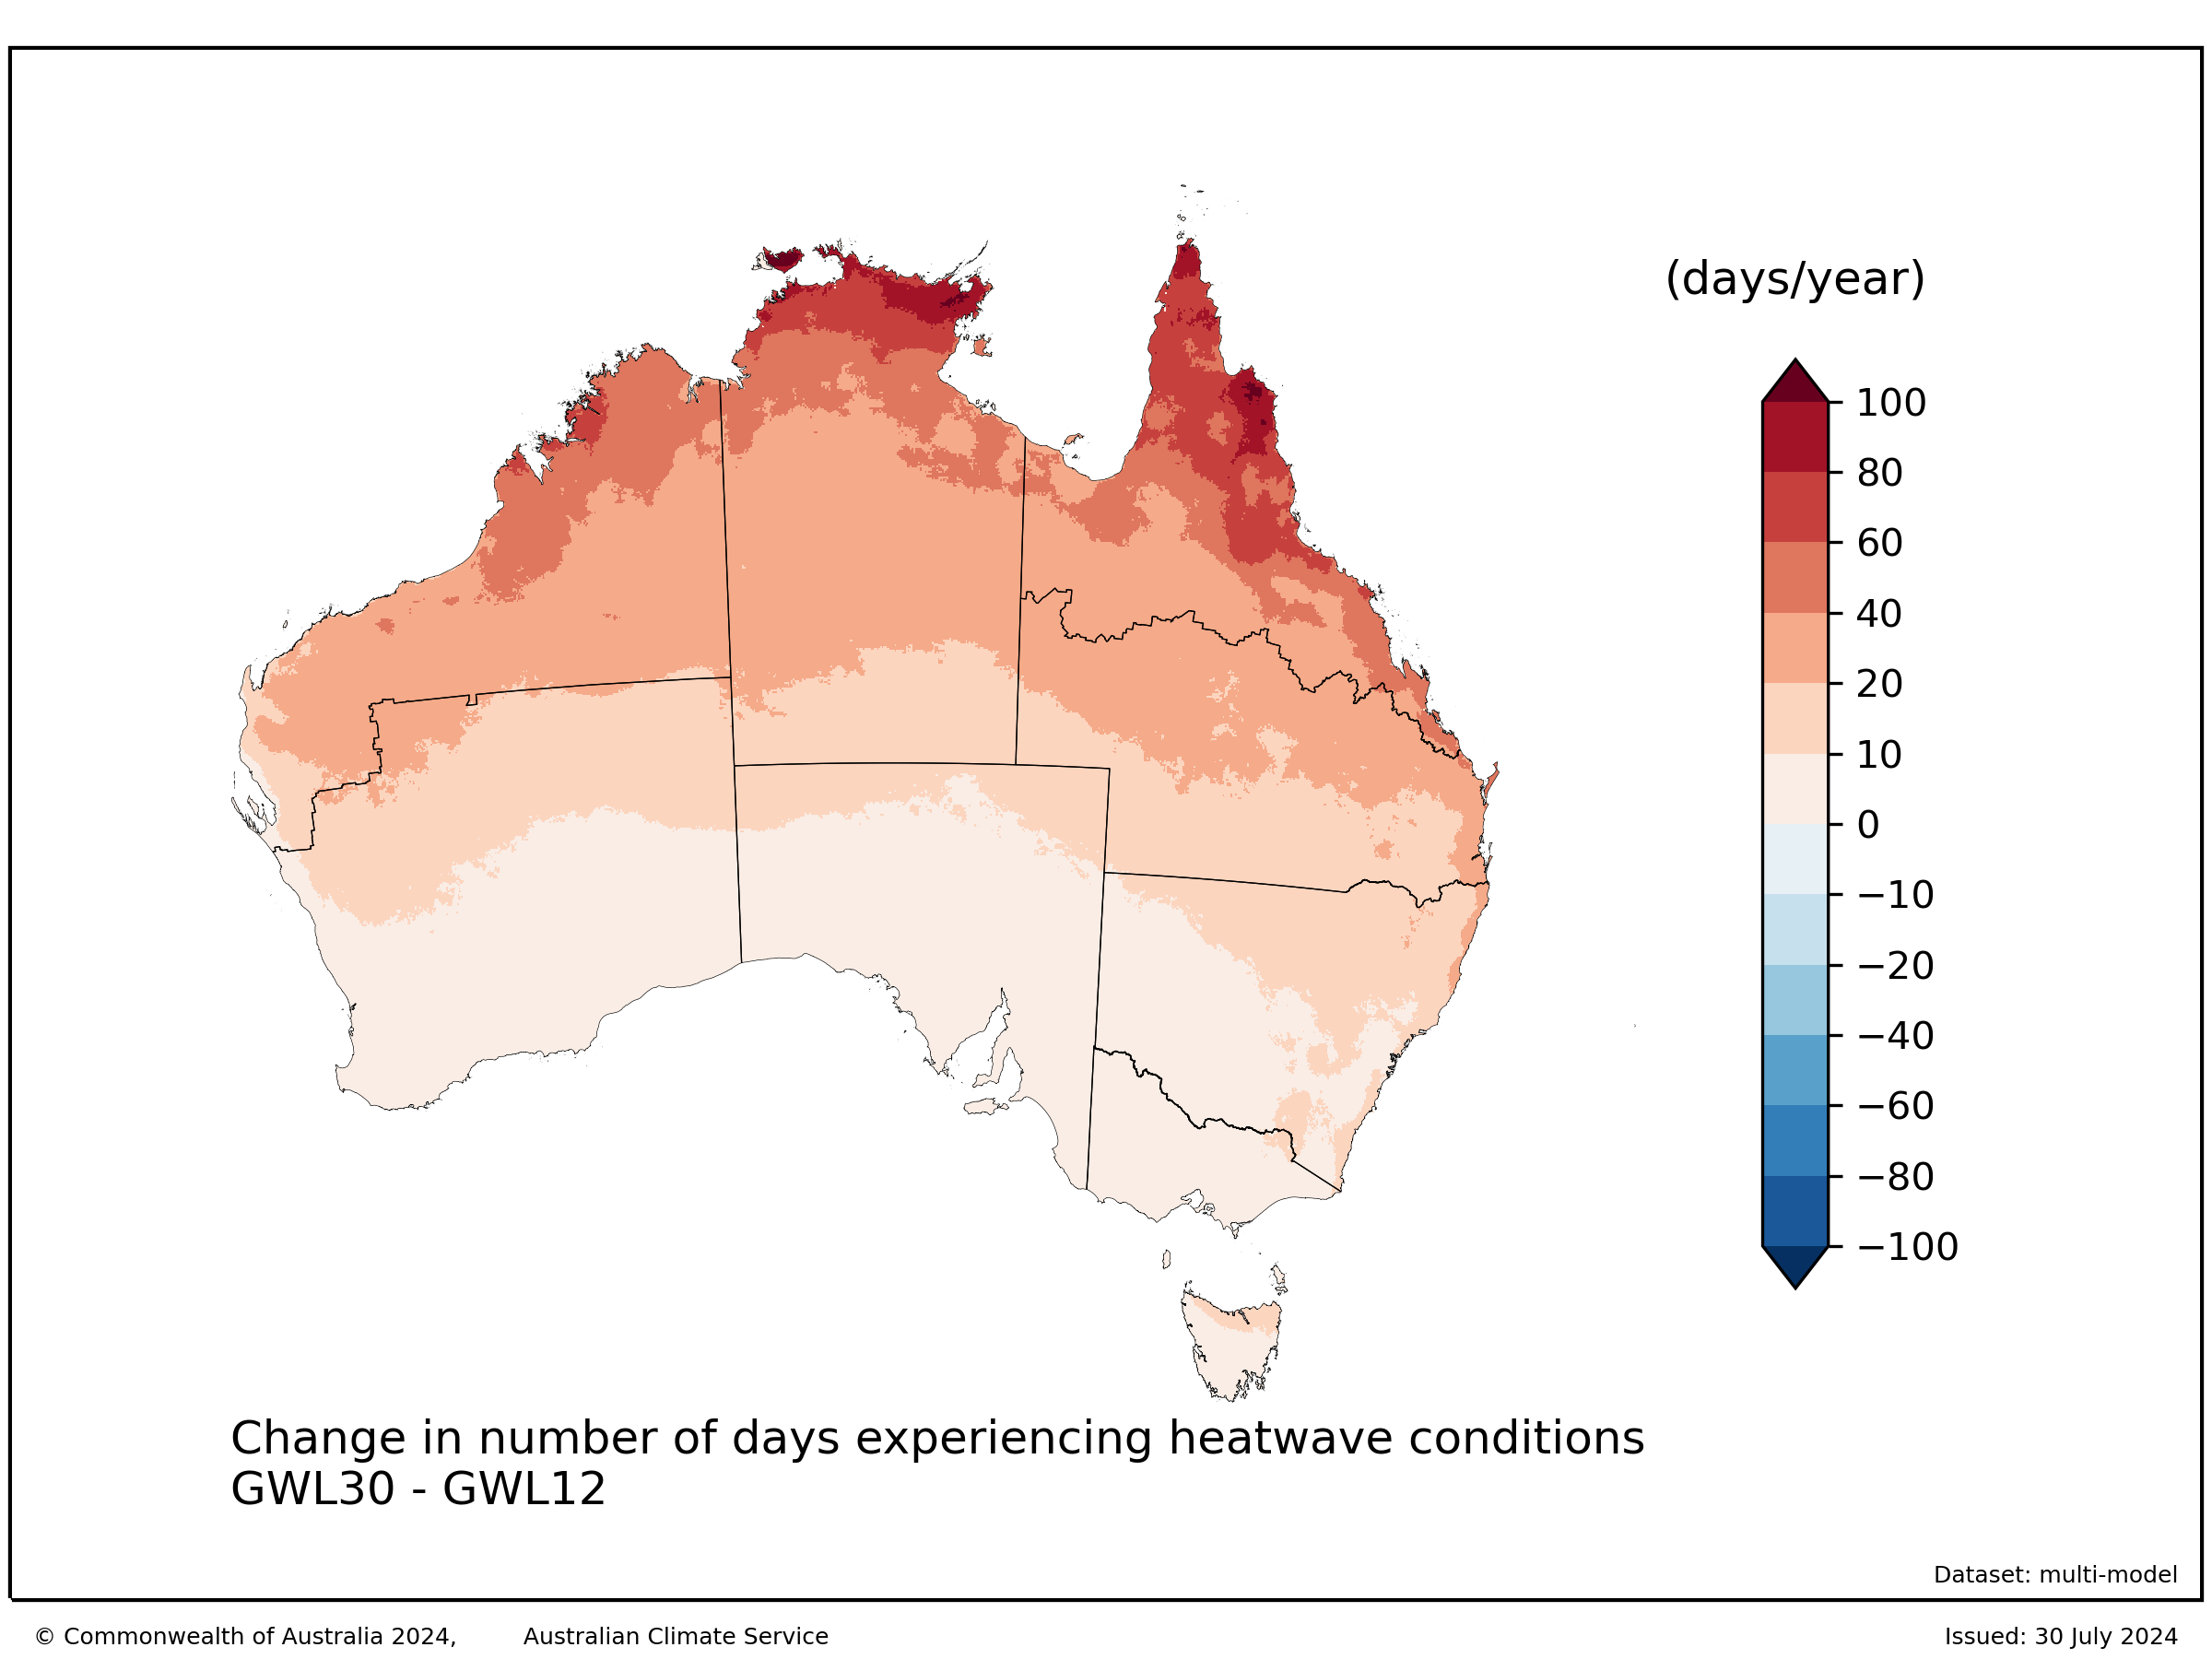 (days/year)
100
80
60
40
20
10
0
−10
−20
−40
−60
−80
−100
Change in number of days experiencing heatwave conditions
GWL30 - GWL12
Dataset: multi-model
© Commonwealth of Australia 2024, Australian Climate Service
Issued: 30 July 2024